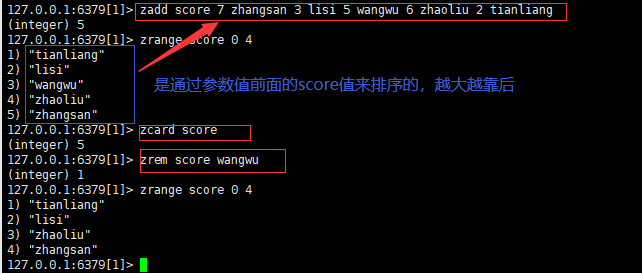 127.0.0.1:6379[1]> zadd score 7 zhangsan 3 lisi 5 wangwu 6 zhaoliu 2 tianliang
(integer) 5
127.0.0.1:6379[1]> zrange score 0 4
1) "tianliang"
2) "lisi"
3) "wangwu"
4) "zhaoliu"
5) "zhangsan"
是通过参数值前面的score值来排序的，越大越靠后
127.0.0.1:6379[1]> zcard score
(integer) 5
127.0.0.1:6379[1]> zrem score wangwu
(integer) 1
127.0.0.1:6379[1]> zrange score 0 4
1) "tianliang"
2) "lisi"
3) "zhaoliu"
4) "zhangsan"
127.0.0.1:6379[1]>